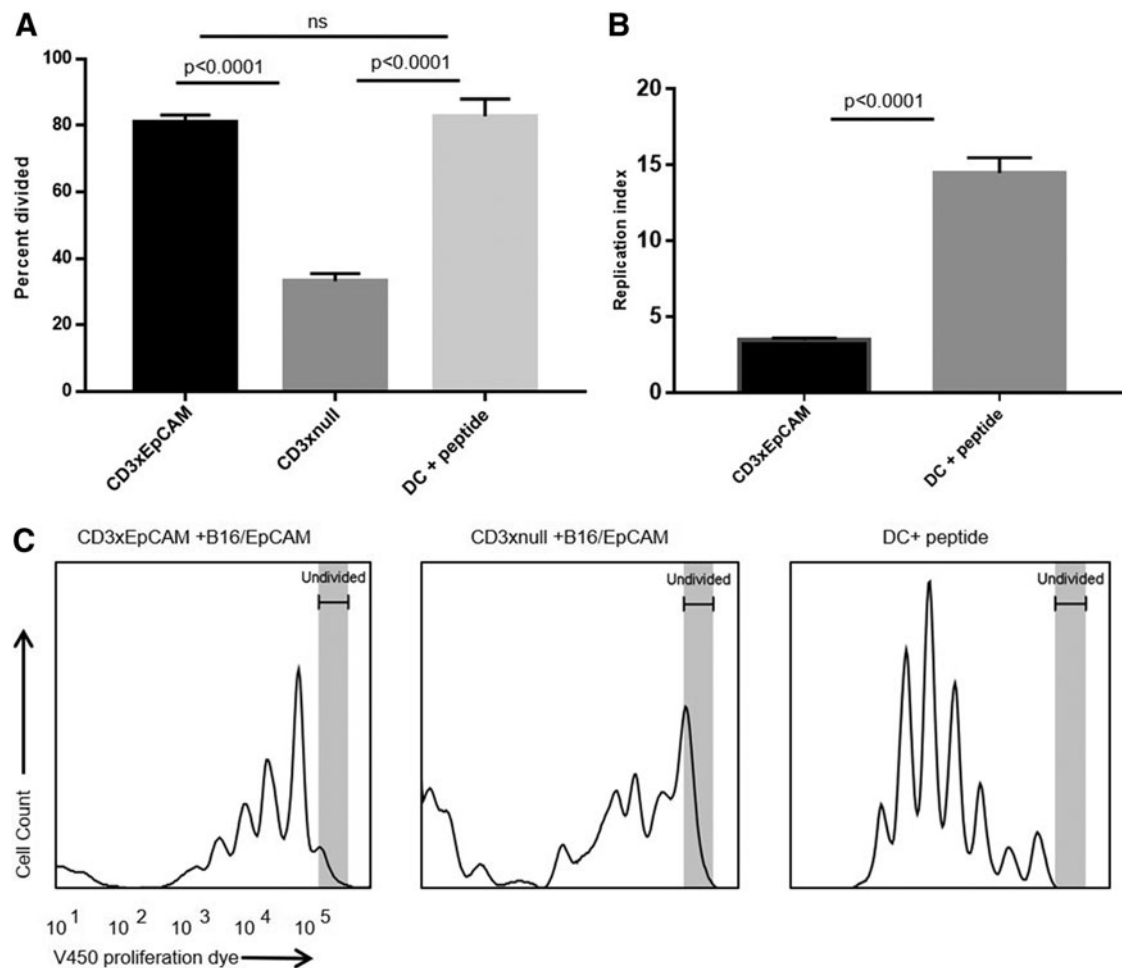 A
ns
p<0.0001
p<0.0001
100
80
60
40
20
0
Percent divided
CD3xEpCAM
CD3xnull
DC + peptide
B
p<0.0001
20
15
10
5
0
Replication index
CD3xEpCAM
DC + peptide
C
CD3xEpCAM +B16/EpCAM
CD3xnull +B16/EpCAM
DC+ peptide
Undivided
Undivided
Undivided
Cell Count
10 1 10 2 10 3 10 4 10 5
V450 proliferation dye